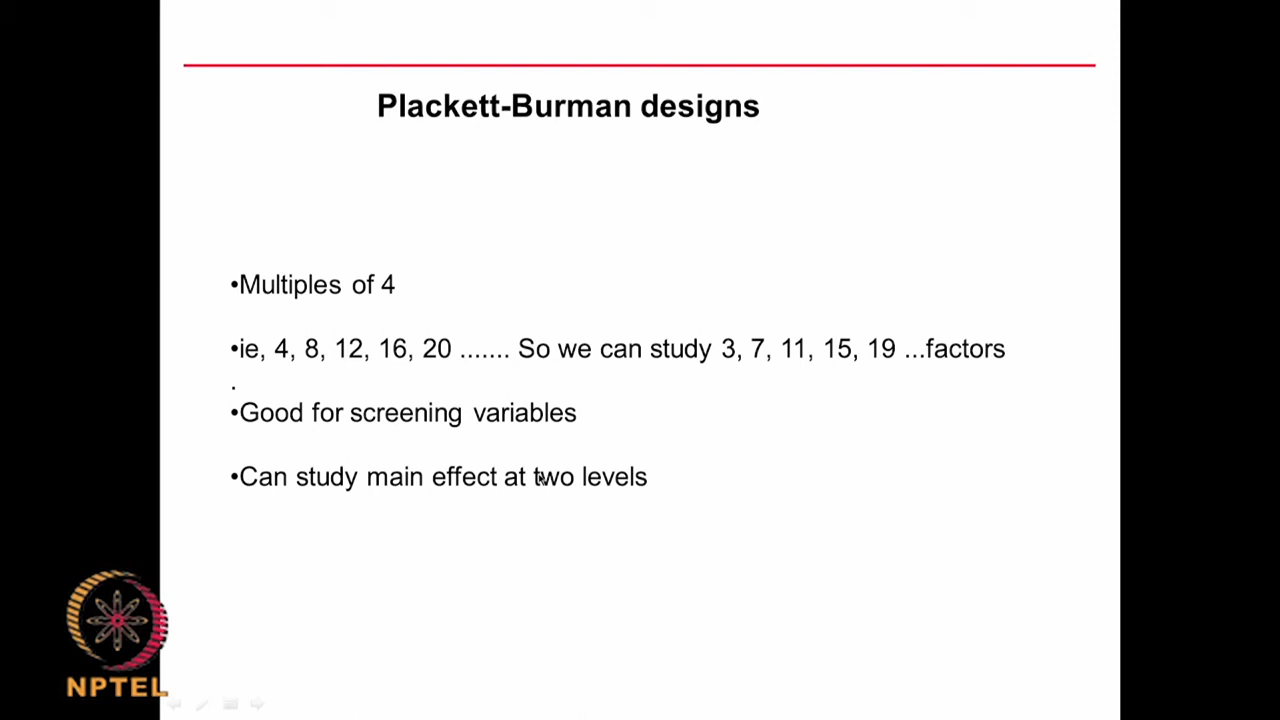 Plackett-Burman designs
•Multiples of 4
•ie, 4, 8, 12, 16, 20 ....... So we can study 3, 7, 11, 15, 19 ...factors
.
•Good for screening variables
•Can study main effect at two levels
NPTEL